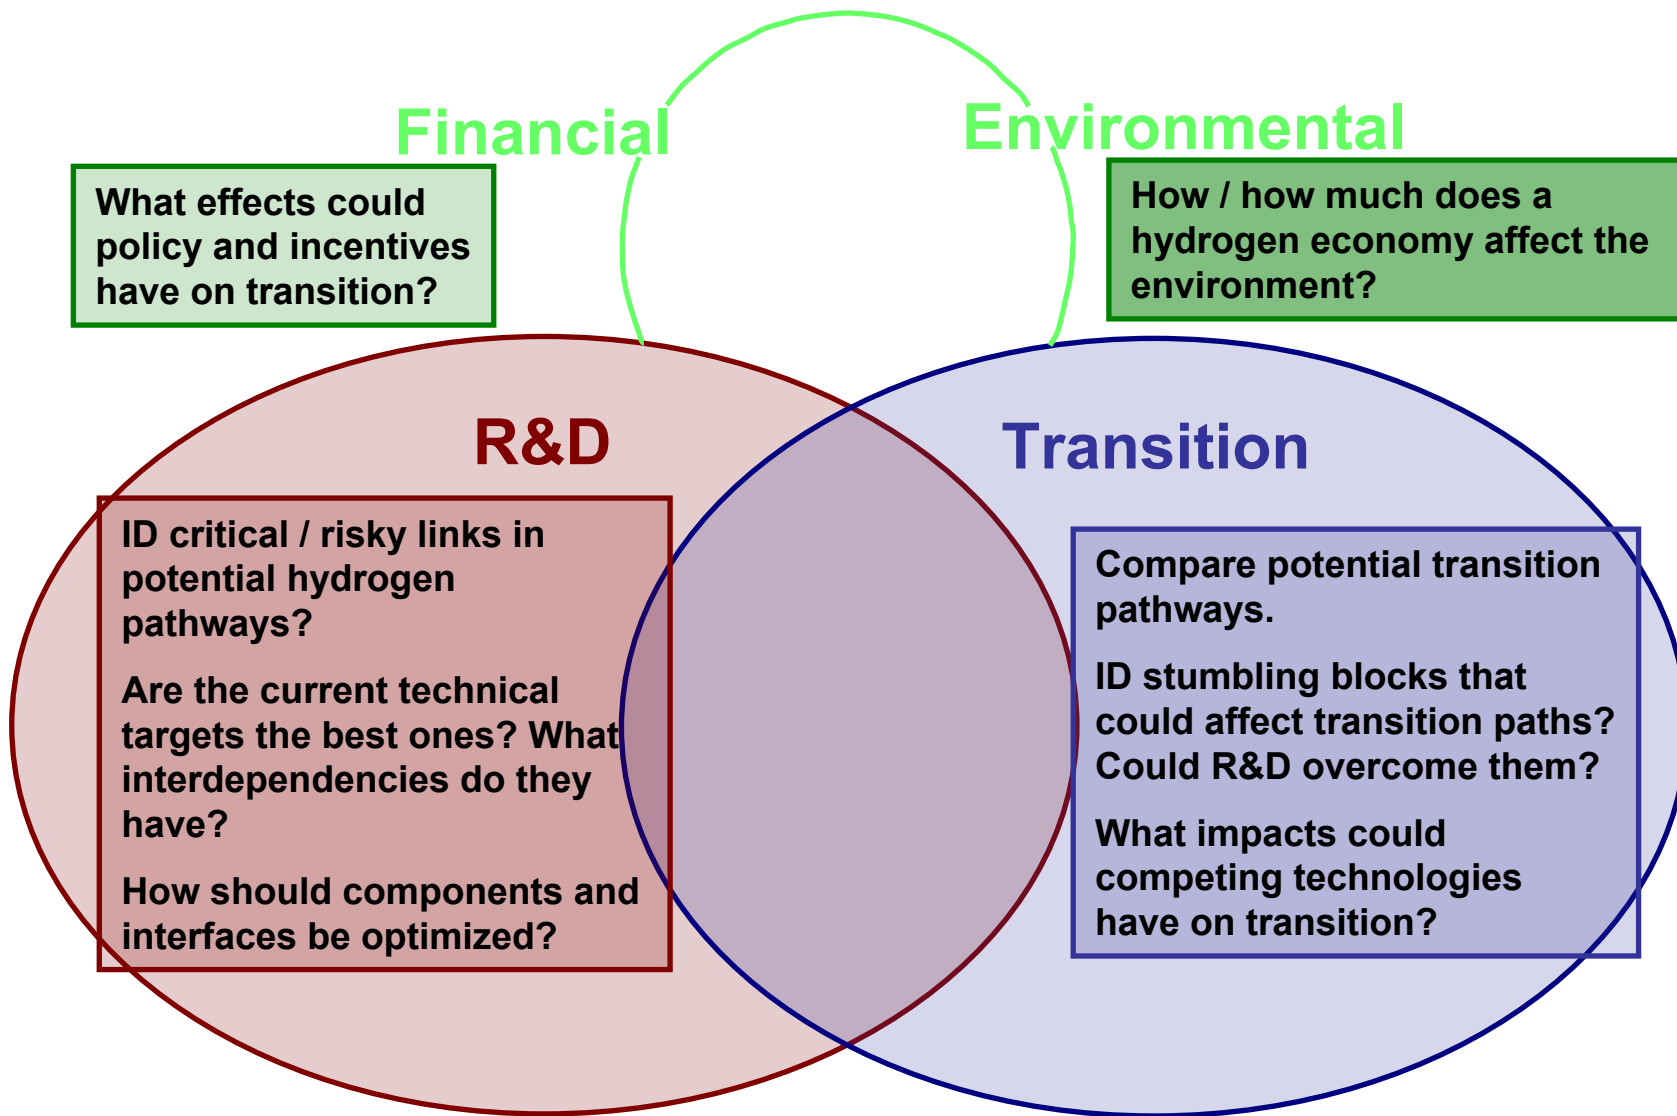 Financial
Environmental
What effects could
policy and incentives
have on transition?
How / how much does a
hydrogen economy affect the
environment?
R&D
Transition
ID critical / risky links in
potential hydrogen
pathways?
Are the current technical
targets the best ones? What
interdependencies do they
have?
How should components and
interfaces be optimized?
Compare potential transition
pathways.
ID stumbling blocks that
could affect transition paths?
Could R&D overcome them?
What impacts could
competing technologies
have on transition?